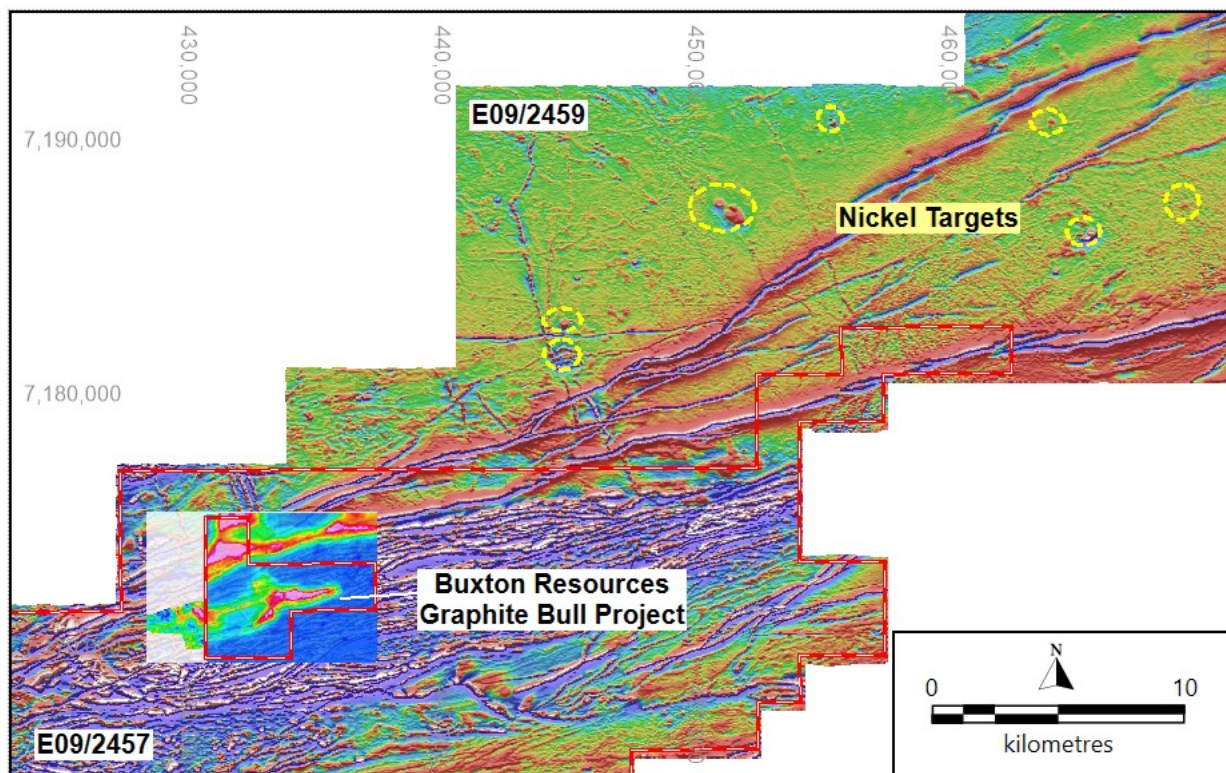 430,000
440,000
450,000
460,000
7,190,000
E09/2459
Nickel Targets
7,180,000
Buxton Resources
Graphite Bull Project
E09/2457
N
0
10
kilometres